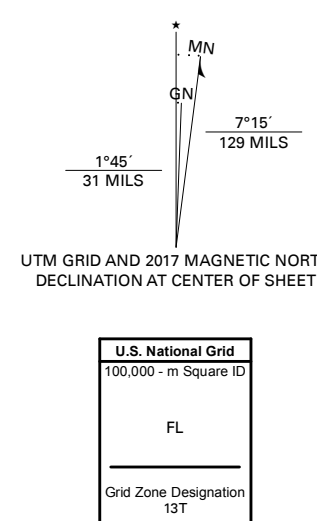 ★
MN
GN
7°15´
129 MILS
1°45´
31 MILS
UTM GRID AND 2017 MAGNETIC NORT
DECLINATION AT CENTER OF SHEET
U.S. National Grid
100,000 - m Square ID
FL
Grid Zone Designation
13T